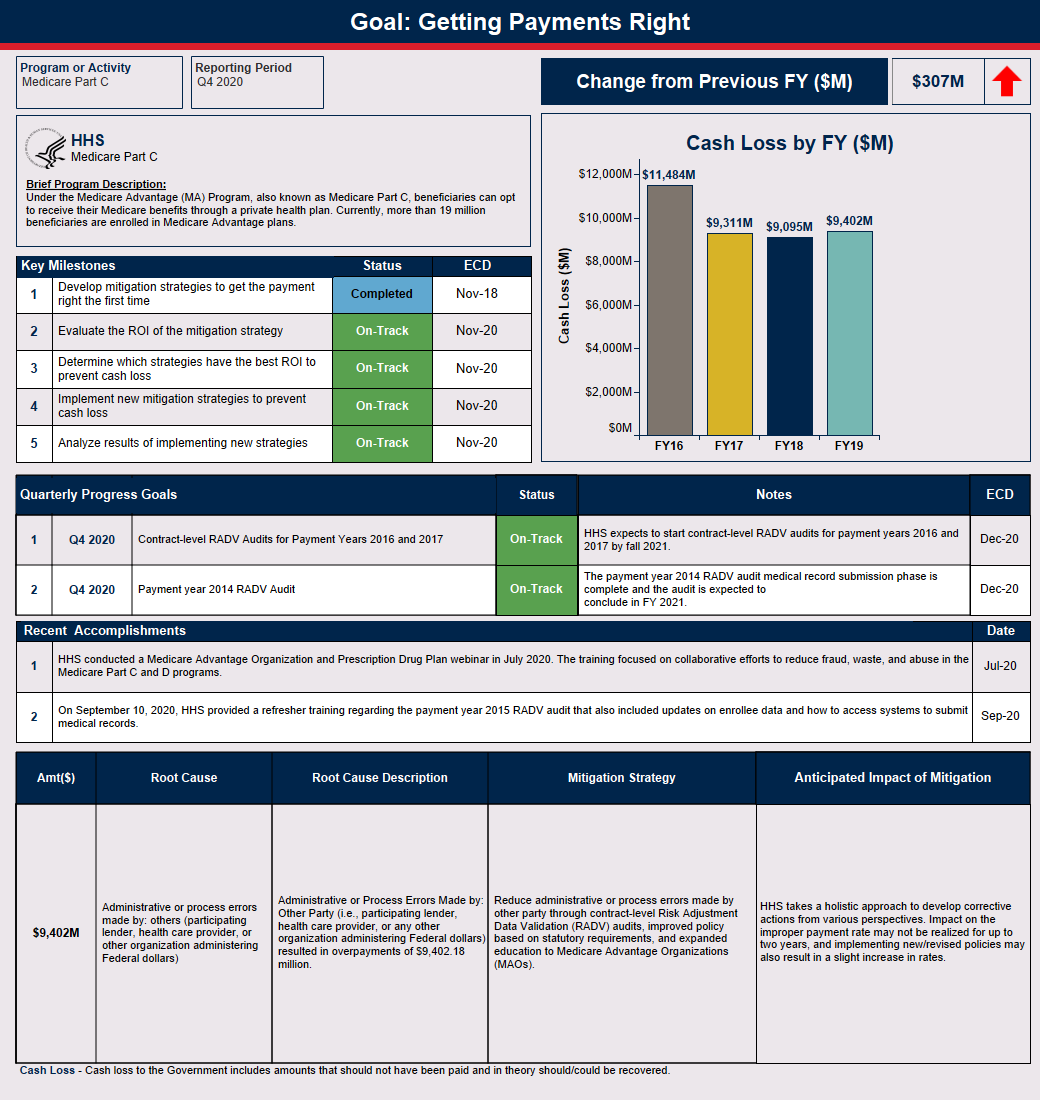 Goal: Getting Payments Right
Program or Activity
Medicare Part C
Reporting Period
Q4 2020
Change from Previous FY ($M)
$307M
HHS
Medicare Part C
Brief Program Description:
Under the Medicare Advantage (MA) Program, also known as Medicare Part C, beneficiaries can opt
to receive their Medicare benefits through a private health plan. Currently, more than 19 million
beneficiaries are enrolled in Medicare Advantage plans.
Key Milestones Status ECD
1 Develop mitigation strategies to get the payment
right the first time
Completed Nov-18
2 Evaluate the ROI of the mitigation strategy On-Track Nov-20
3 Determine which strategies have the best ROI to
prevent cash loss
On-Track Nov-20
4 Implement new mitigation strategies to prevent
cash loss
On-Track Nov-20
5 Analyze results of implementing new strategies On-Track Nov-20
Cash Loss by FY ($M)
Cash Loss ($M)
$12,000M
$10,000M
$8,000M
$6,000M
$4,000M
$2,000M
$0M
$11,484M
$9,311M
$9,095M
$9,402M
FY16 FY17 FY18 FY19
Quarterly Progress Goals Status Notes ECD
1 Q4 2020 Contract-level RADV Audits for Payment Years 2016 and 2017 On-Track
HHS expects to start contract-level RADV audits for payment years 2016 and
2017 by fall 2021.
Dec-20
2 Q4 2020 Payment year 2014 RADV Audit On-Track
The payment year 2014 RADV audit medical record submission phase is
complete and the audit is expected to
conclude in FY 2021.
Dec-20
Recent Accomplishments Date
1 HHS conducted a Medicare Advantage Organization and Prescription Drug Plan webinar in July 2020. The training focused on collaborative efforts to reduce fraud, waste, and abuse in the
Medicare Part C and D programs.
Jul-20
2 On September 10, 2020, HHS provided a refresher training regarding the payment year 2015 RADV audit that also included updates on enrollee data and how to access systems to submit
medical records.
Sep-20
Amt($) Root Cause Root Cause Description Mitigation Strategy Anticipated Impact of Mitigation
$9,402M
Administrative or process errors
made by: others (participating
lender, health care provider, or
other organization administering
Federal dollars)
Administrative or Process Errors Made by:
Other Party (i.e., participating lender,
health care provider, or any other
organization administering Federal dollars)
resulted in overpayments of $9,402.18
million.
Reduce administrative or process errors made by
other party through contract-level Risk Adjustment
Data Validation (RADV) audits, improved policy
based on statutory requirements, and expanded
education to Medicare Advantage Organizations
(MAOs).
HHS takes a holistic approach to develop corrective
actions from various perspectives. Impact on the
improper payment rate may not be realized for up to
two years, and implementing new/revised policies may
also result in a slight increase in rates.
Cash Loss - Cash loss to the Government includes amounts that should not have been paid and in theory should/could be recovered.